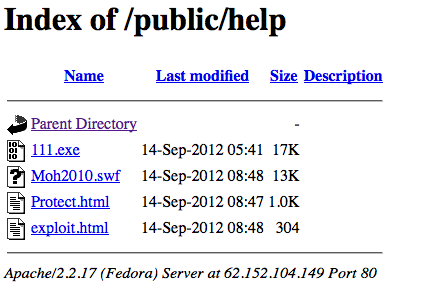 Index of /public/help
Name Last modified Size Description
Parent Directory -
111.exe 14-Sep-2012 05:41 17K
Moh2010.swf 14-Sep-2012 08:48 13K
Protect.html 14-Sep-2012 08:47 1.0K
exploit.html 14-Sep-2012 08:48 304
Apache/2.2.17 (Fedora) Server at 62.152.104.149 Port 80